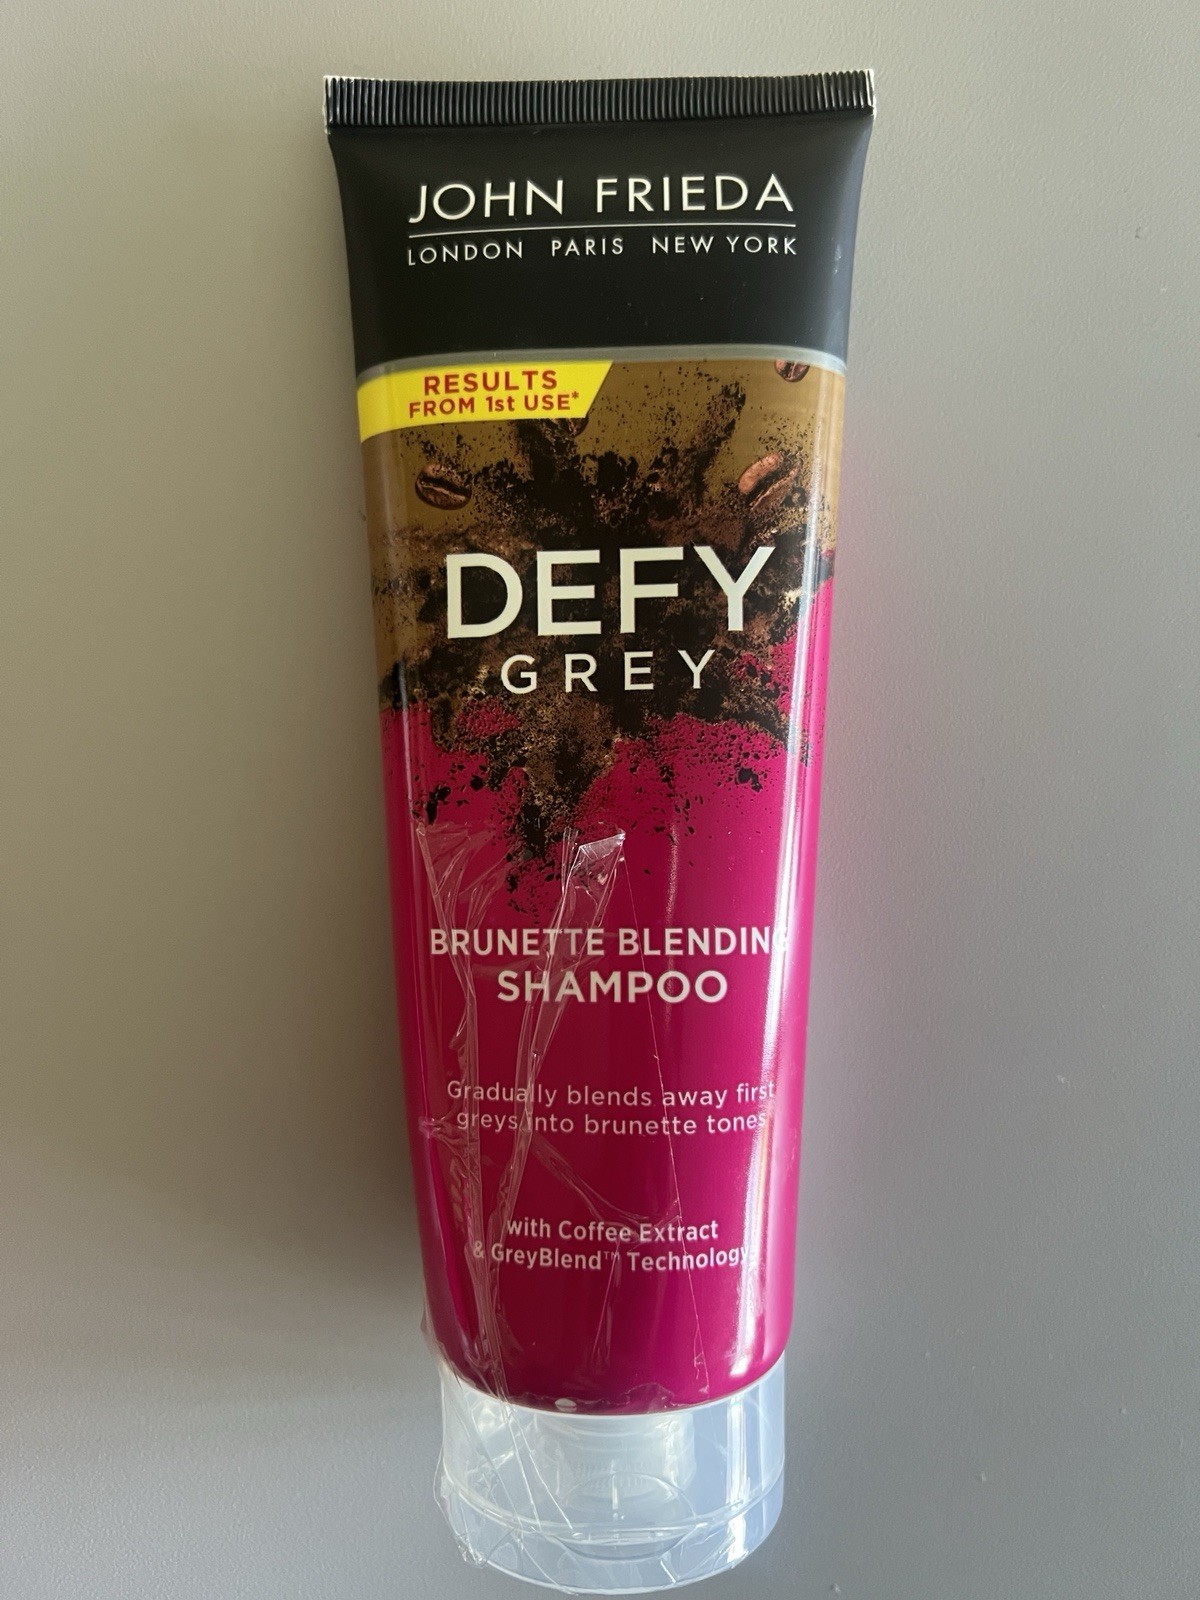 JOHN FRIEDA
LONDON PARIS NEW YORK
RESULTS
FROM 1st USE*
DEFY
GREY
BRUNETTE BLENDING
SHAMPOO
Gradually blends away first
greys into brunette tones
with Coffee Extract
& GreyBlend™ Technology